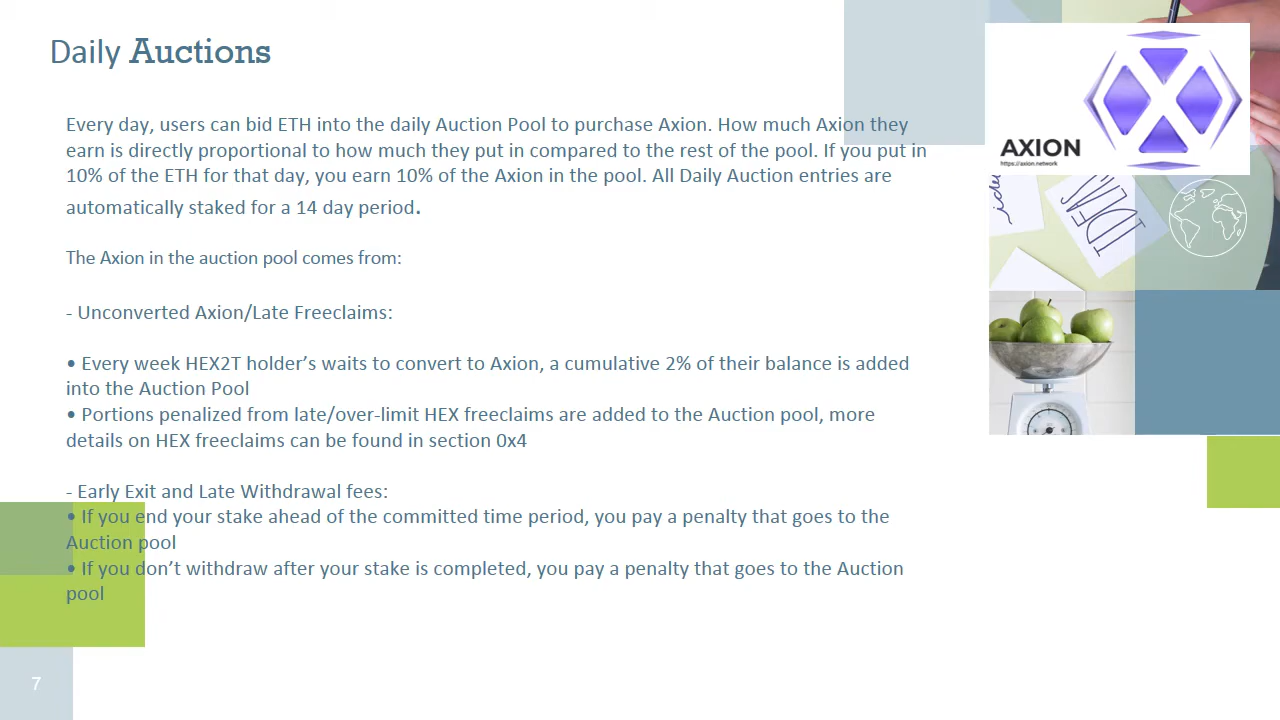 Daily Auctions
AXION
https://axion.network
Every day, users can bid ETH into the daily Auction Pool to purchase Axion. How much Axion they
earn is directly proportional to how much they put in compared to the rest of the pool. If you put in
10% of the ETH for that day, you earn 10% of the Axion in the pool. All Daily Auction entries are
automatically staked for a 14 day period.
The Axion in the auction pool comes from:
- Unconverted Axion/Late Freeclaims:
• Every week HEX2T holder’s waits to convert to Axion, a cumulative 2% of their balance is added
into the Auction Pool
• Portions penalized from late/over-limit HEX freeclaims are added to the Auction pool, more
details on HEX freeclaims can be found in section 0x4
- Early Exit and Late Withdrawal fees:
• If you end your stake ahead of the committed time period, you pay a penalty that goes to the
Auction pool
• If you don’t withdraw after your stake is completed, you pay a penalty that goes to the Auction
pool
7